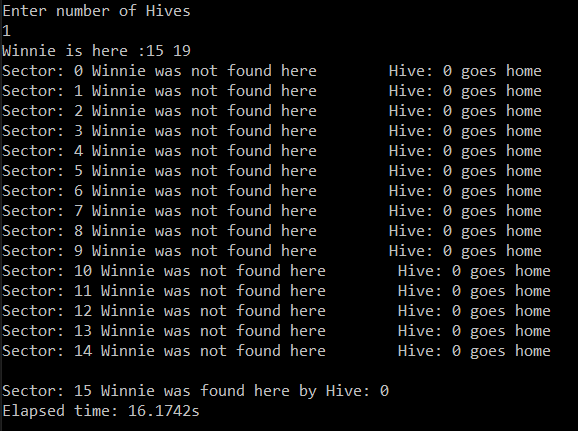 Enter number of Hives
1
Winnie is here :15 19
Sector: 0 Winnie was not found here        Hive: 0 goes home
Sector: 1 Winnie was not found here        Hive: 0 goes home
Sector: 2 Winnie was not found here        Hive: 0 goes home
Sector: 3 Winnie was not found here        Hive: 0 goes home
Sector: 4 Winnie was not found here        Hive: 0 goes home
Sector: 5 Winnie was not found here        Hive: 0 goes home
Sector: 6 Winnie was not found here        Hive: 0 goes home
Sector: 7 Winnie was not found here        Hive: 0 goes home
Sector: 8 Winnie was not found here        Hive: 0 goes home
Sector: 9 Winnie was not found here        Hive: 0 goes home
Sector: 10 Winnie was not found here        Hive: 0 goes home
Sector: 11 Winnie was not found here        Hive: 0 goes home
Sector: 12 Winnie was not found here        Hive: 0 goes home
Sector: 13 Winnie was not found here        Hive: 0 goes home
Sector: 14 Winnie was not found here        Hive: 0 goes home
Sector: 15 Winnie was found here by Hive: 0
Elapsed time: 16.1742s